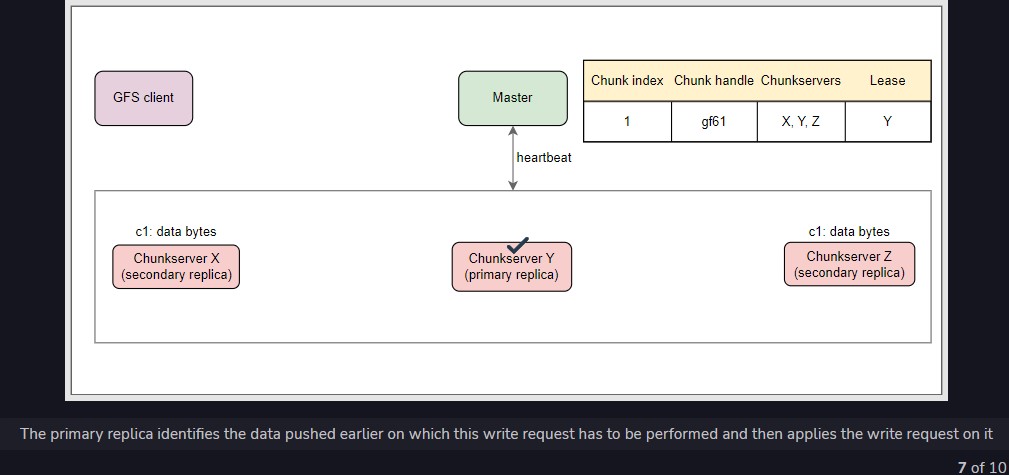 GFS client
Master
Chunk index Chunk handle Chunkservers Lease
1 gf61 X, Y, Z Y
heartbeat
c1: data bytes
Chunkserver X
(secondary replica)
Chunkserver Y
(primary replica)
c1: data bytes
Chunkserver Z
(secondary replica)
The primary replica identifies the data pushed earlier on which this write request has to be performed and then applies the write request on it
7 of 10